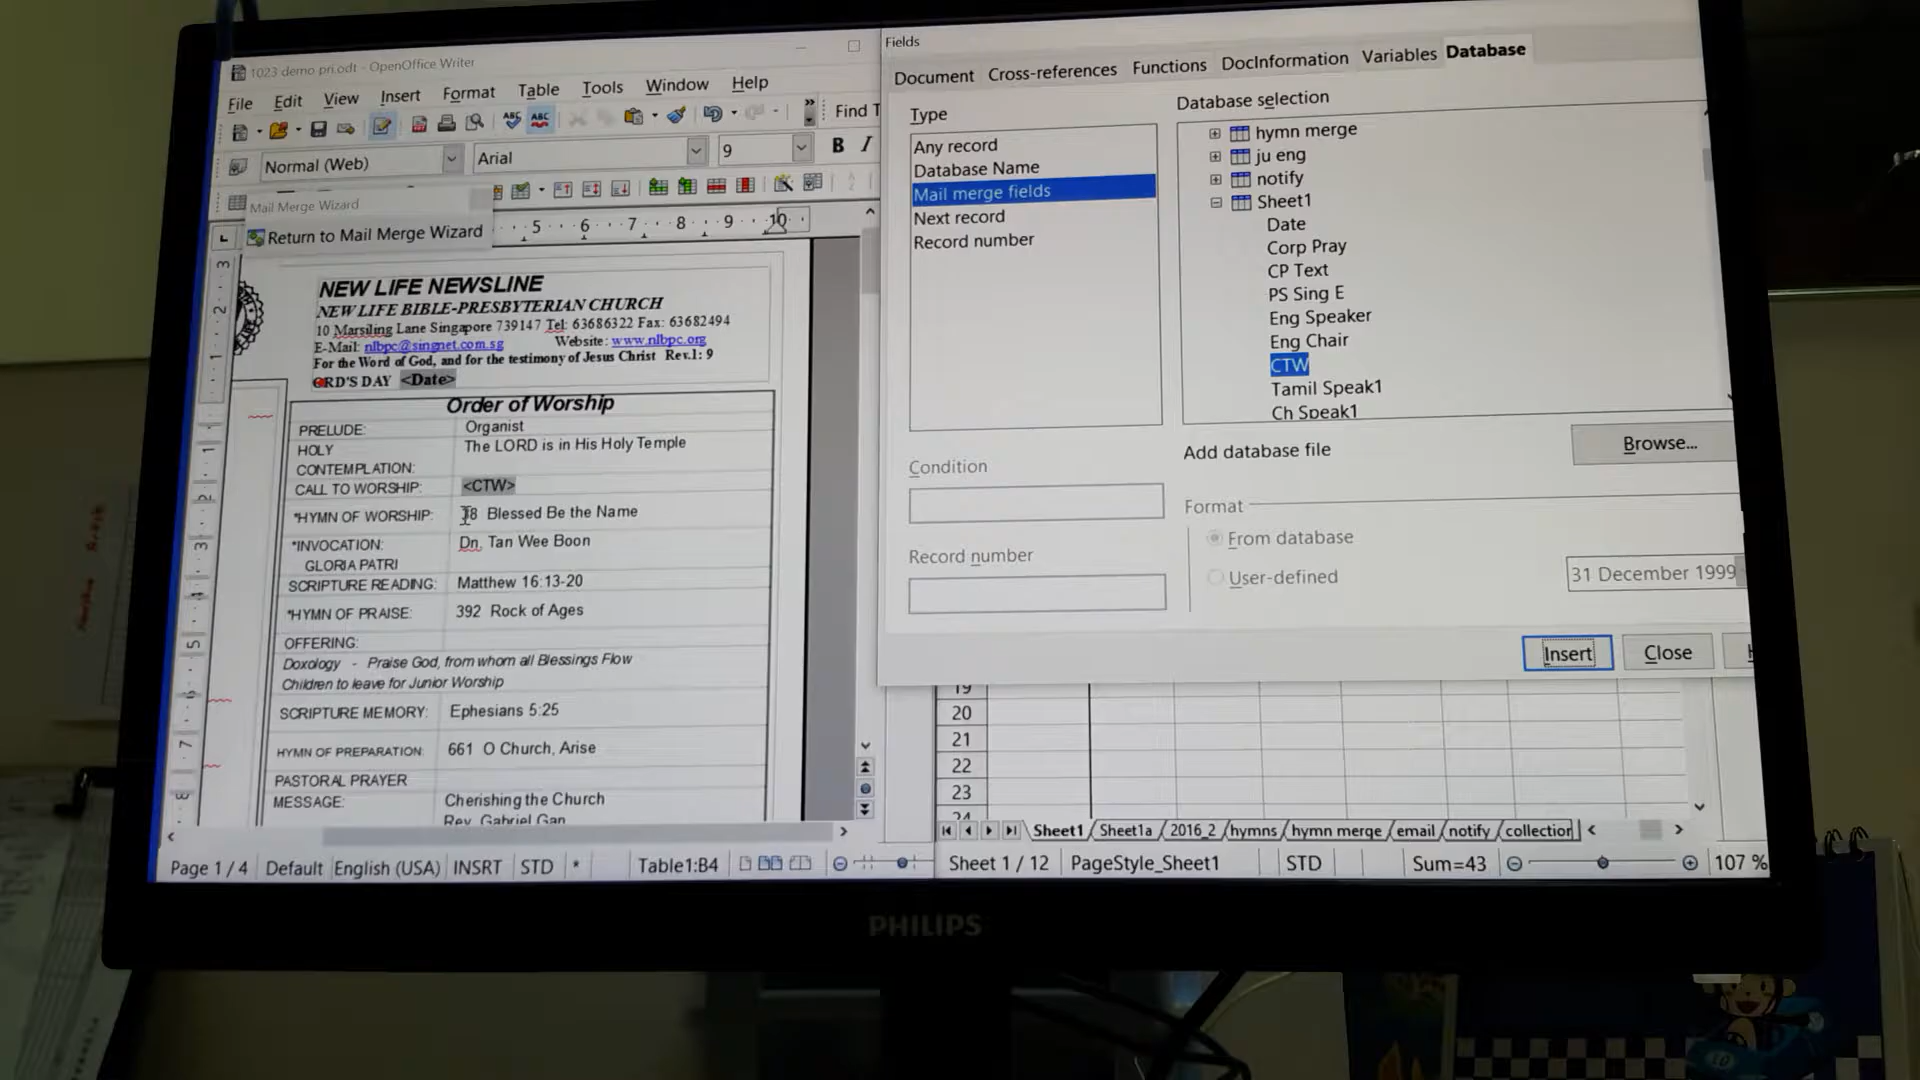 1023 demo pri.odt - OpenOffice Writer
File Edit View Insert Format Table Tools Window Help
Find T
Normal (Web) Arial 9 B I
Mail Merge Wizard
Return to Mail Merge Wizard
5 6 7 8 9 10
NEW LIFE NEWSLINE
NEW LIFE BIBLE-PRESBYTERIAN CHURCH
10 Marsiling Lane Singapore 739147 Tel: 63686322 Fax: 63682494
E-Mail: nlbpc@singnet.com.sg Website: www.nlbpc.org
For the Word of God, and for the testimony of Jesus Christ Rev.1: 9
ORD'S DAY <Date>
Order of Worship
PRELUDE: Organist
HOLY CONTEMPLATION: The LORD is in His Holy Temple
CALL TO WORSHIP: <CTW>
*HYMN OF WORSHIP: 8 Blessed Be the Name
*INVOCATION: Dn. Tan Wee Boon
GLORIA PATRI
SCRIPTURE READING: Matthew 16:13-20
*HYMN OF PRAISE: 392 Rock of Ages
OFFERING:
Doxology - Praise God, from whom all Blessings Flow
Children to leave for Junior Worship
SCRIPTURE MEMORY: Ephesians 5:25
HYMN OF PREPARATION: 661 O Church, Arise
PASTORAL PRAYER
MESSAGE: Cherishing the Church
Rev. Gabriel Gan
Page 1 / 4 Default English (USA) INSRT STD * Table1:B4
Fields
Document Cross-references Functions DocInformation Variables Database
Type
Any record
Database Name
Mail merge fields
Next record
Record number
Condition
Record number
Database selection
hymn merge
ju eng
notify
Sheet1
Date
Corp Pray
CP Text
PS Sing E
Eng Speaker
Eng Chair
CTW
Tamil Speak1
Ch Speak1
Add database file Browse...
Format
From database
User-defined 31 December 1999
Insert Close
19
20
21
22
23
24
Sheet1 Sheet1a 2016_2 hymns hymn merge email notify collection
Sheet 1 / 12 PageStyle_Sheet1 STD Sum=43 107 %
PHILIPS